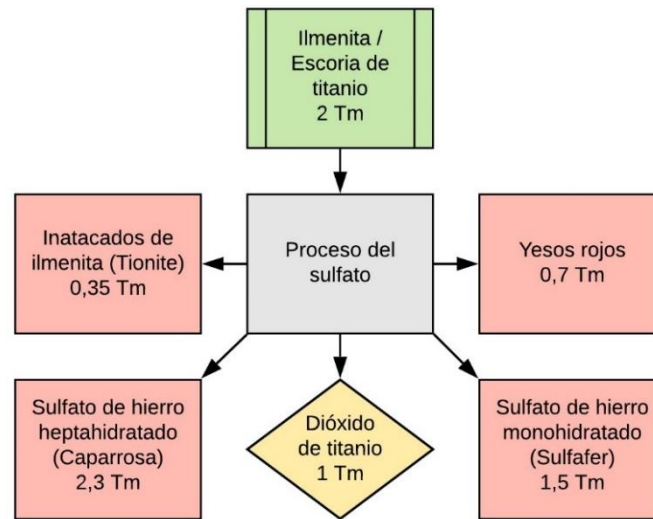 Ilmenita /
Escoria de
titanio
2 Tm
Inatacados de
ilmenita (Tionite)
0,35 Tm
Proceso del
sulfato
Yesos rojos
0,7 Tm
Sulfato de hierro
heptahidratado
(Caparrosa)
2,3 Tm
Dióxido
de titanio
1 Tm
Sulfato de hierro
monohidratado
(Sulfafer)
1,5 Tm